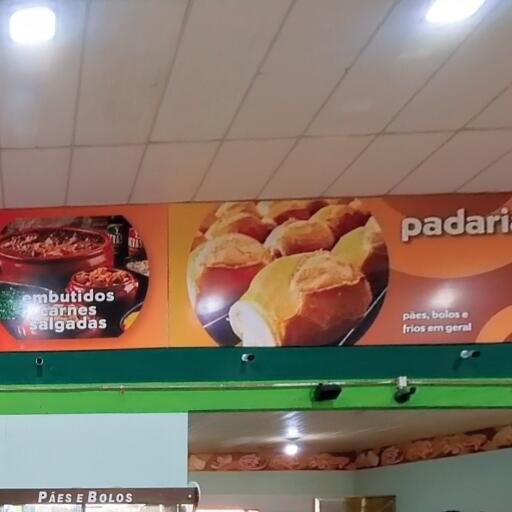 embutidos
carnes
salgadas
padaria
pães, bolos e
frios em geral
PÃES E BOLOS